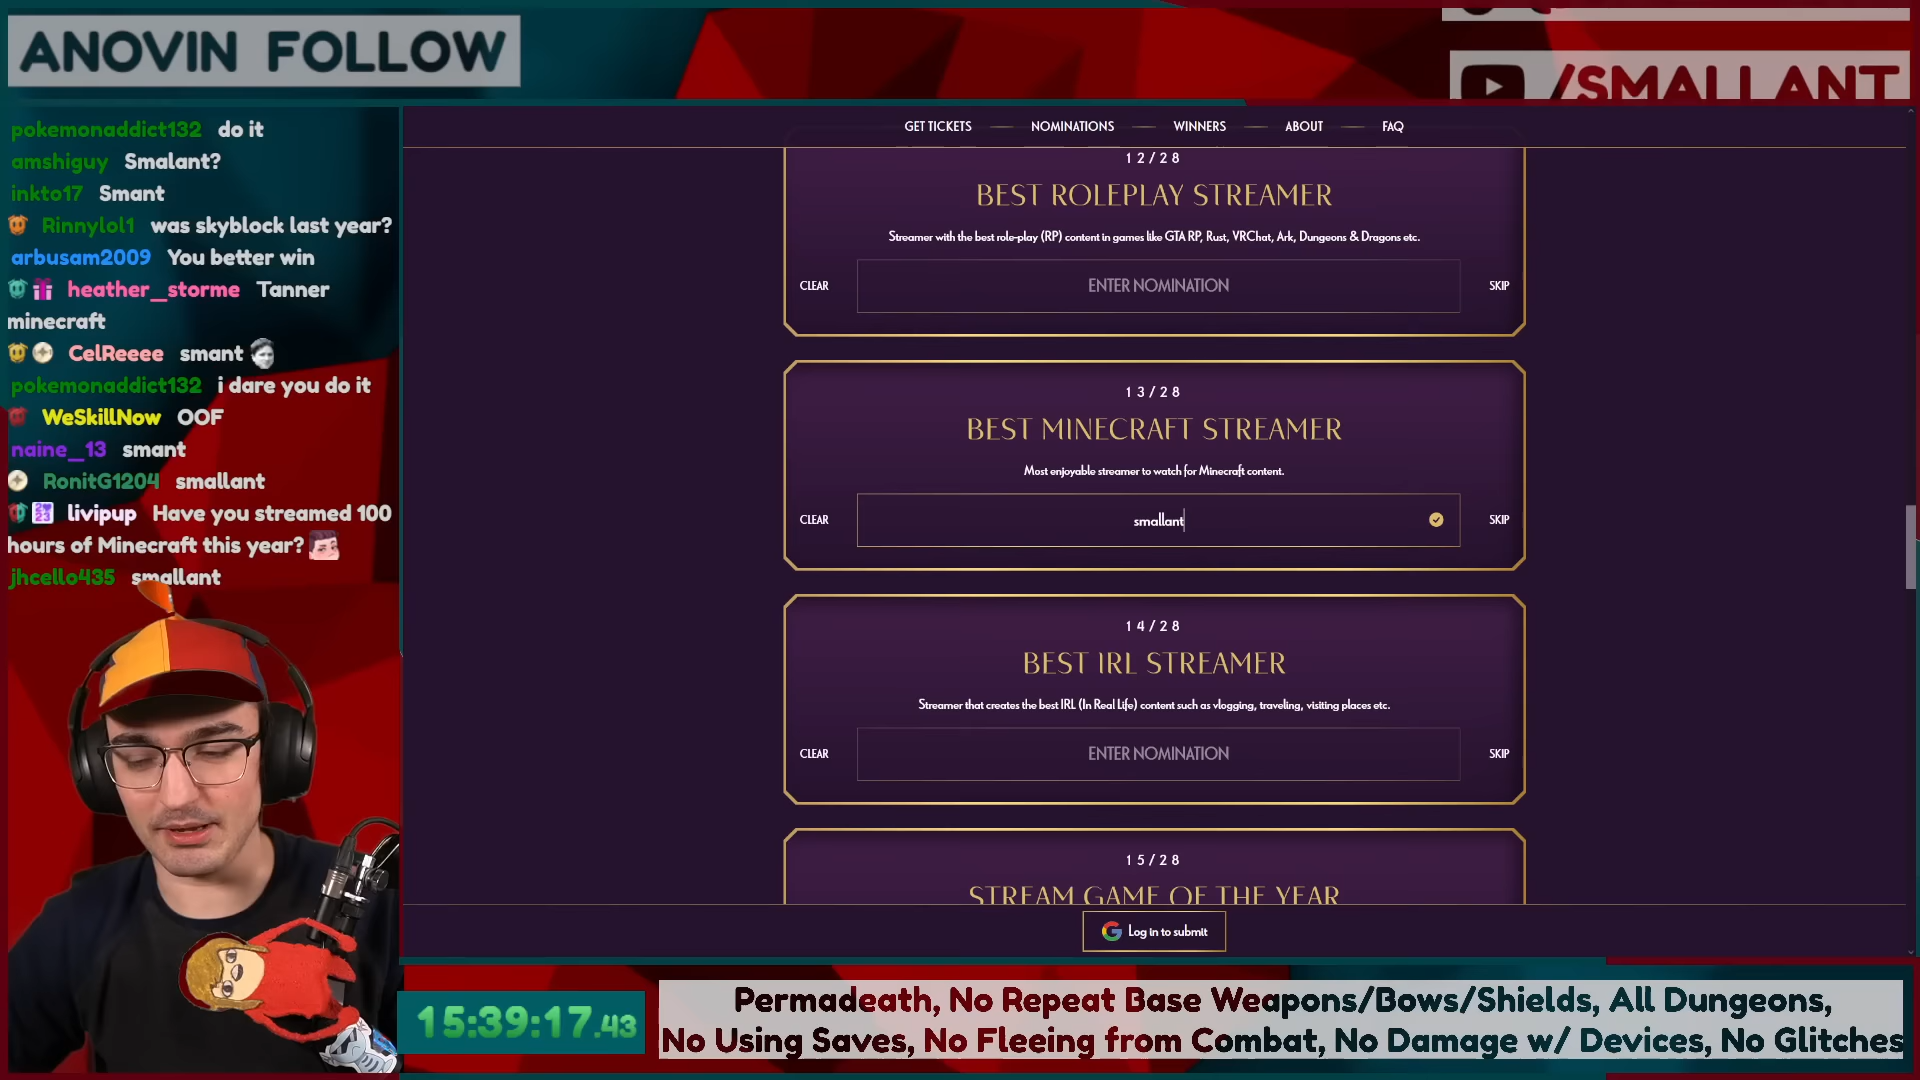 ANOVIN FOLLOW
/SMALLANT
pokemonaddict132 do it
amshiguy Smalant?
inkto17 Smant
Rinnylol1 was skyblock last year?
arbusam2009 You better win
heather_storme Tanner
minecraft
CelReeee smant
pokemonaddict132 i dare you do it
WeSkillNow OOF
naine_13 smant
RonitG1204 smallant
livipup Have you streamed 100
hours of Minecraft this year?
jhcello435 smallant
GET TICKETS NOMINATIONS WINNERS ABOUT FAQ
12/28
BEST ROLEPLAY STREAMER
Streamer with the best role-play (RP) content in games like GTA RP, Rust, VRChat, Ark, Dungeons & Dragons etc.
CLEAR ENTER NOMINATION SKIP
13/28
BEST MINECRAFT STREAMER
Most enjoyable streamer to watch for Minecraft content.
CLEAR smallant SKIP
14/28
BEST IRL STREAMER
Streamer that creates the best IRL (In Real Life) content such as vlogging, traveling, visiting places etc.
CLEAR ENTER NOMINATION SKIP
15/28
STREAM GAME OF THE YEAR
Log in to submit
15:39:17.43
Permadeath, No Repeat Base Weapons/Bows/Shields, All Dungeons,
No Using Saves, No Fleeing from Combat, No Damage w/ Devices, No Glitches